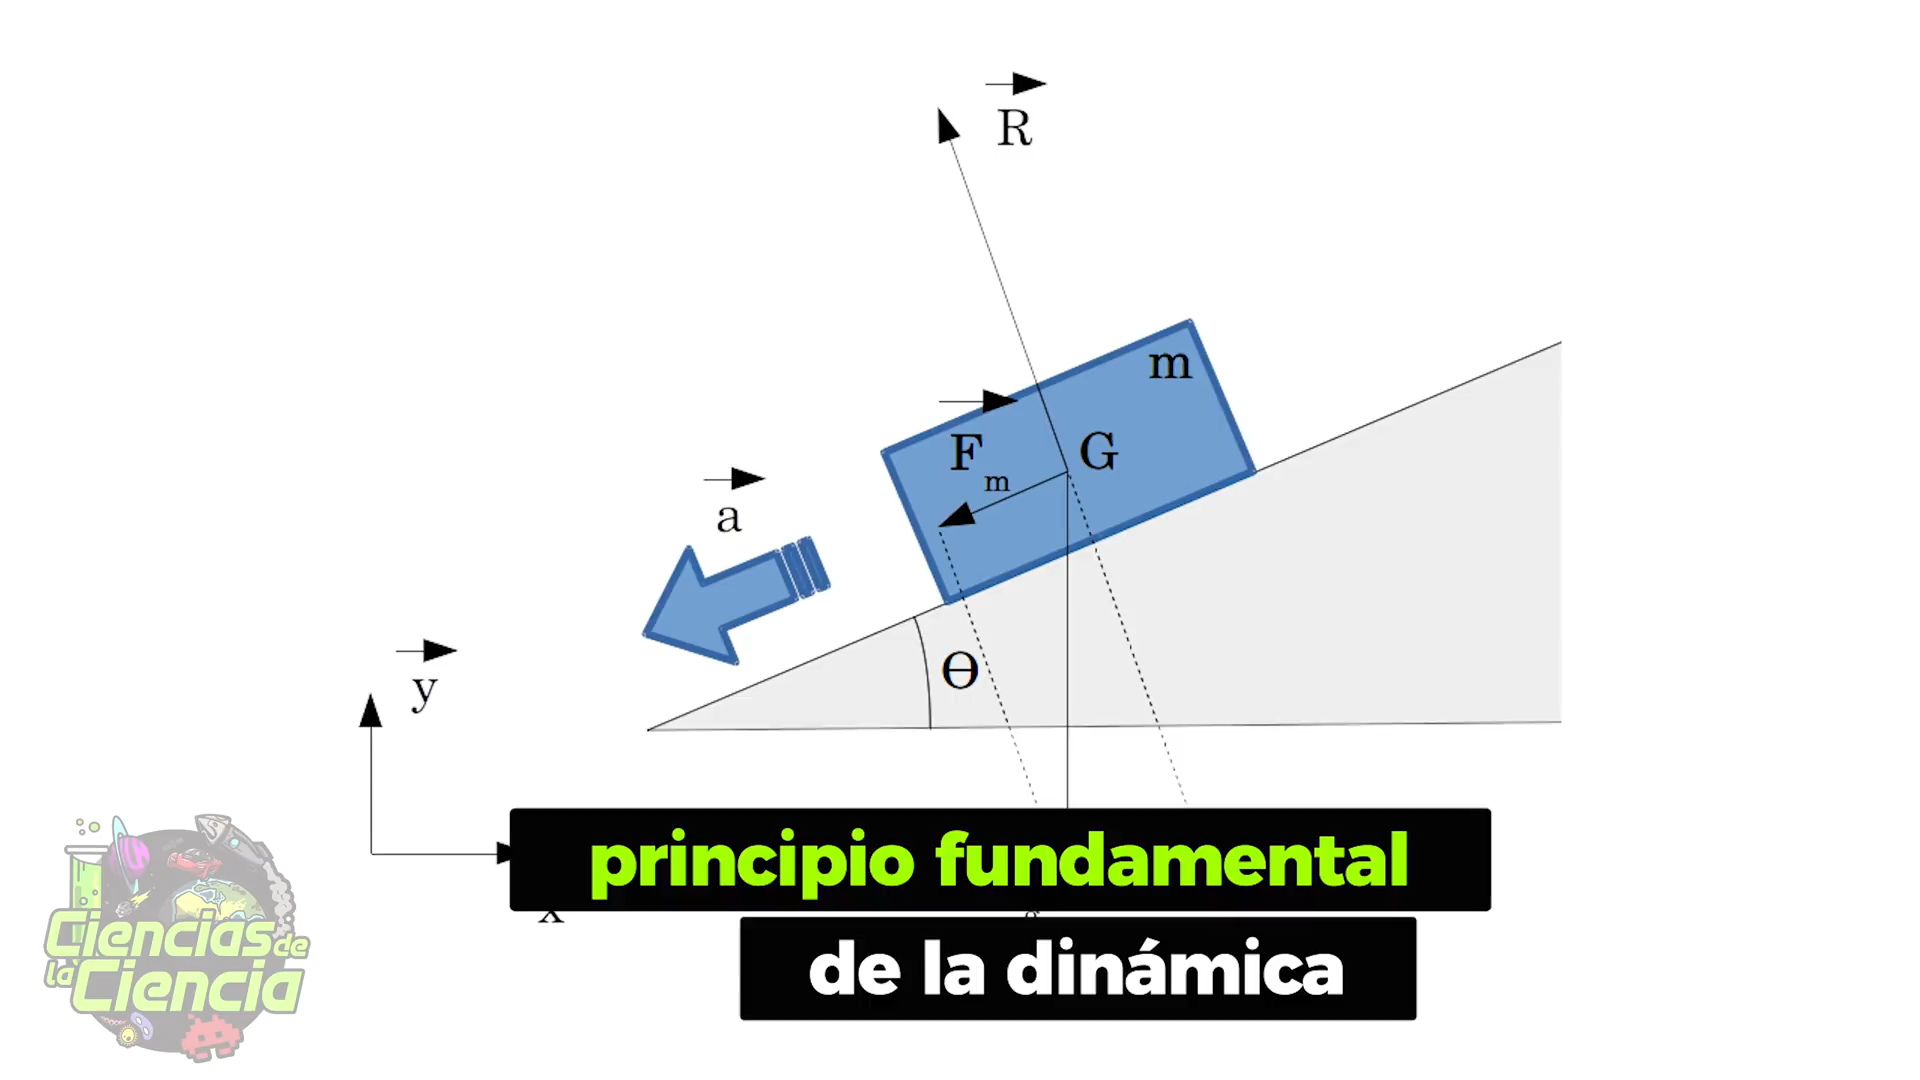 R
m
F
m
G
a
y
Ө
principio fundamental
x
de la dinámica
Ciencias de
la Ciencia